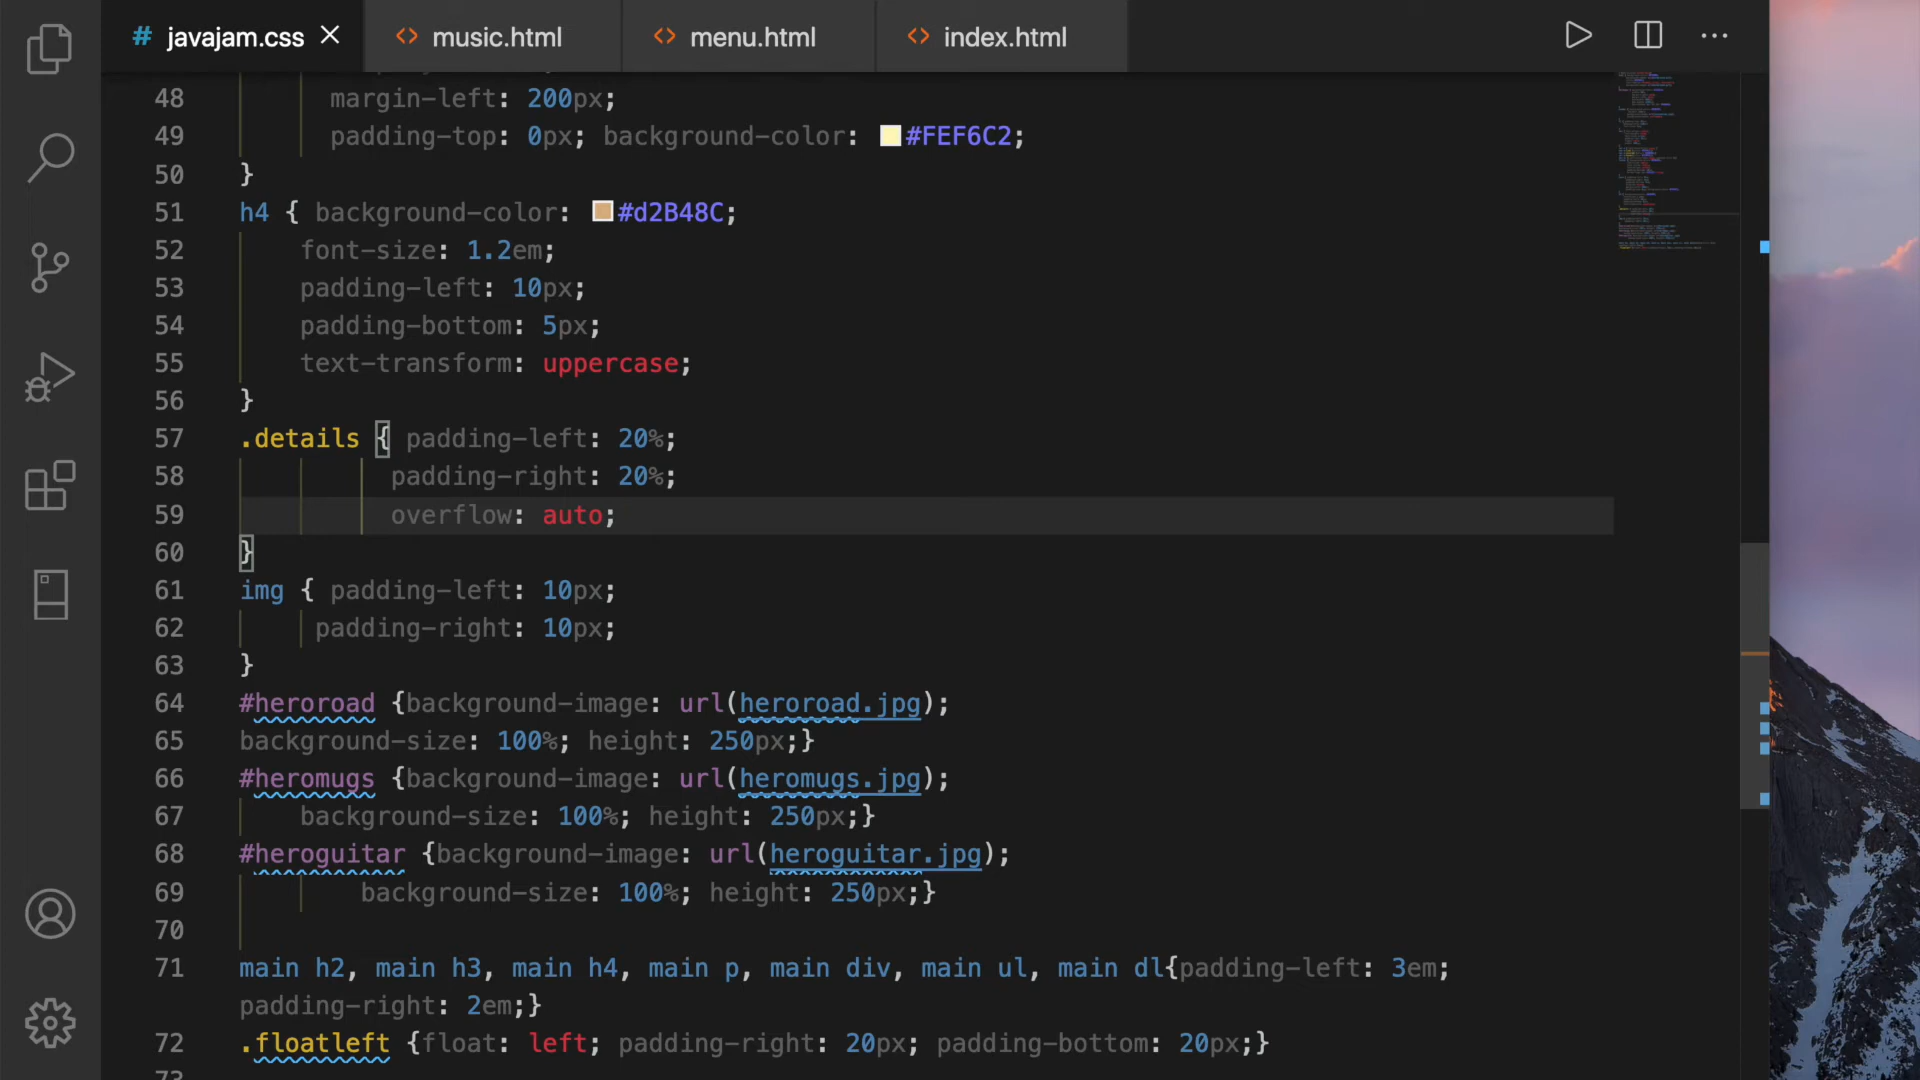 # javajam.css
<> music.html
<> menu.html
<> index.html
48 margin-left: 200px;
49 padding-top: 0px; background-color: #FEF6C2;
50 }
51 h4 { background-color: #d2B48C;
52 font-size: 1.2em;
53 padding-left: 10px;
54 padding-bottom: 5px;
55 text-transform: uppercase;
56 }
57 .details { padding-left: 20%;
58 padding-right: 20%;
59 overflow: auto;
60 }
61 img { padding-left: 10px;
62 padding-right: 10px;
63 }
64 #heroroad {background-image: url(heroroad.jpg);
65 background-size: 100%; height: 250px;}
66 #heromugs {background-image: url(heromugs.jpg);
67 background-size: 100%; height: 250px;}
68 #heroguitar {background-image: url(heroguitar.jpg);
69 background-size: 100%; height: 250px;}
70
71 main h2, main h3, main h4, main p, main div, main ul, main dl{padding-left: 3em;
padding-right: 2em;}
72 .floatleft {float: left; padding-right: 20px; padding-bottom: 20px;}